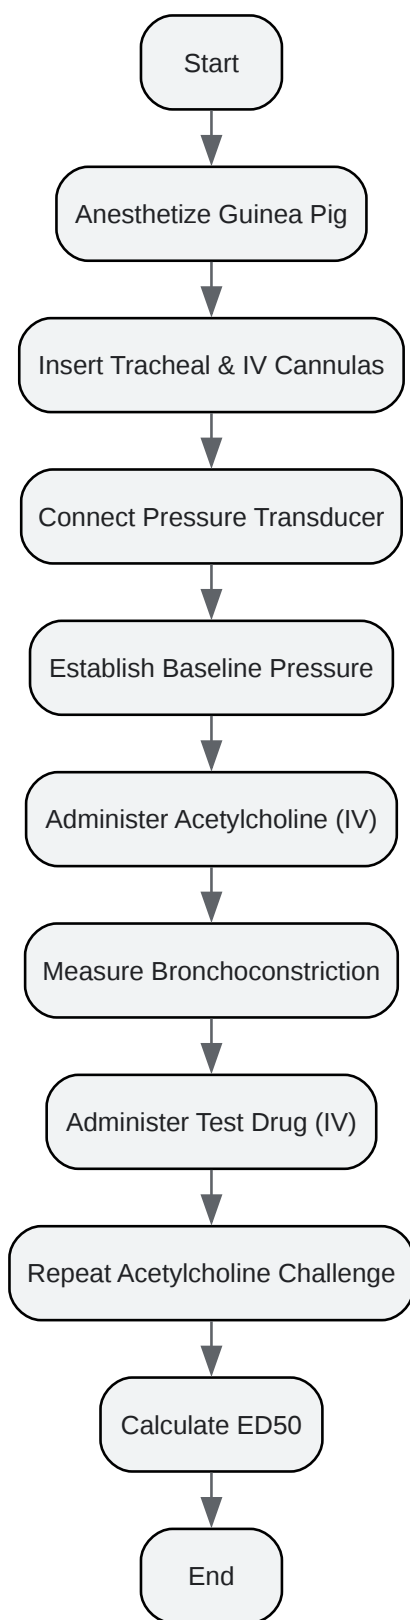 Start
Anesthetize Guinea Pig
Insert Tracheal & IV Cannulas
Connect Pressure Transducer
Establish Baseline Pressure
Administer Acetylcholine (IV)
Measure Bronchoconstriction
Administer Test Drug (IV)
Repeat Acetylcholine Challenge
Calculate ED50
End